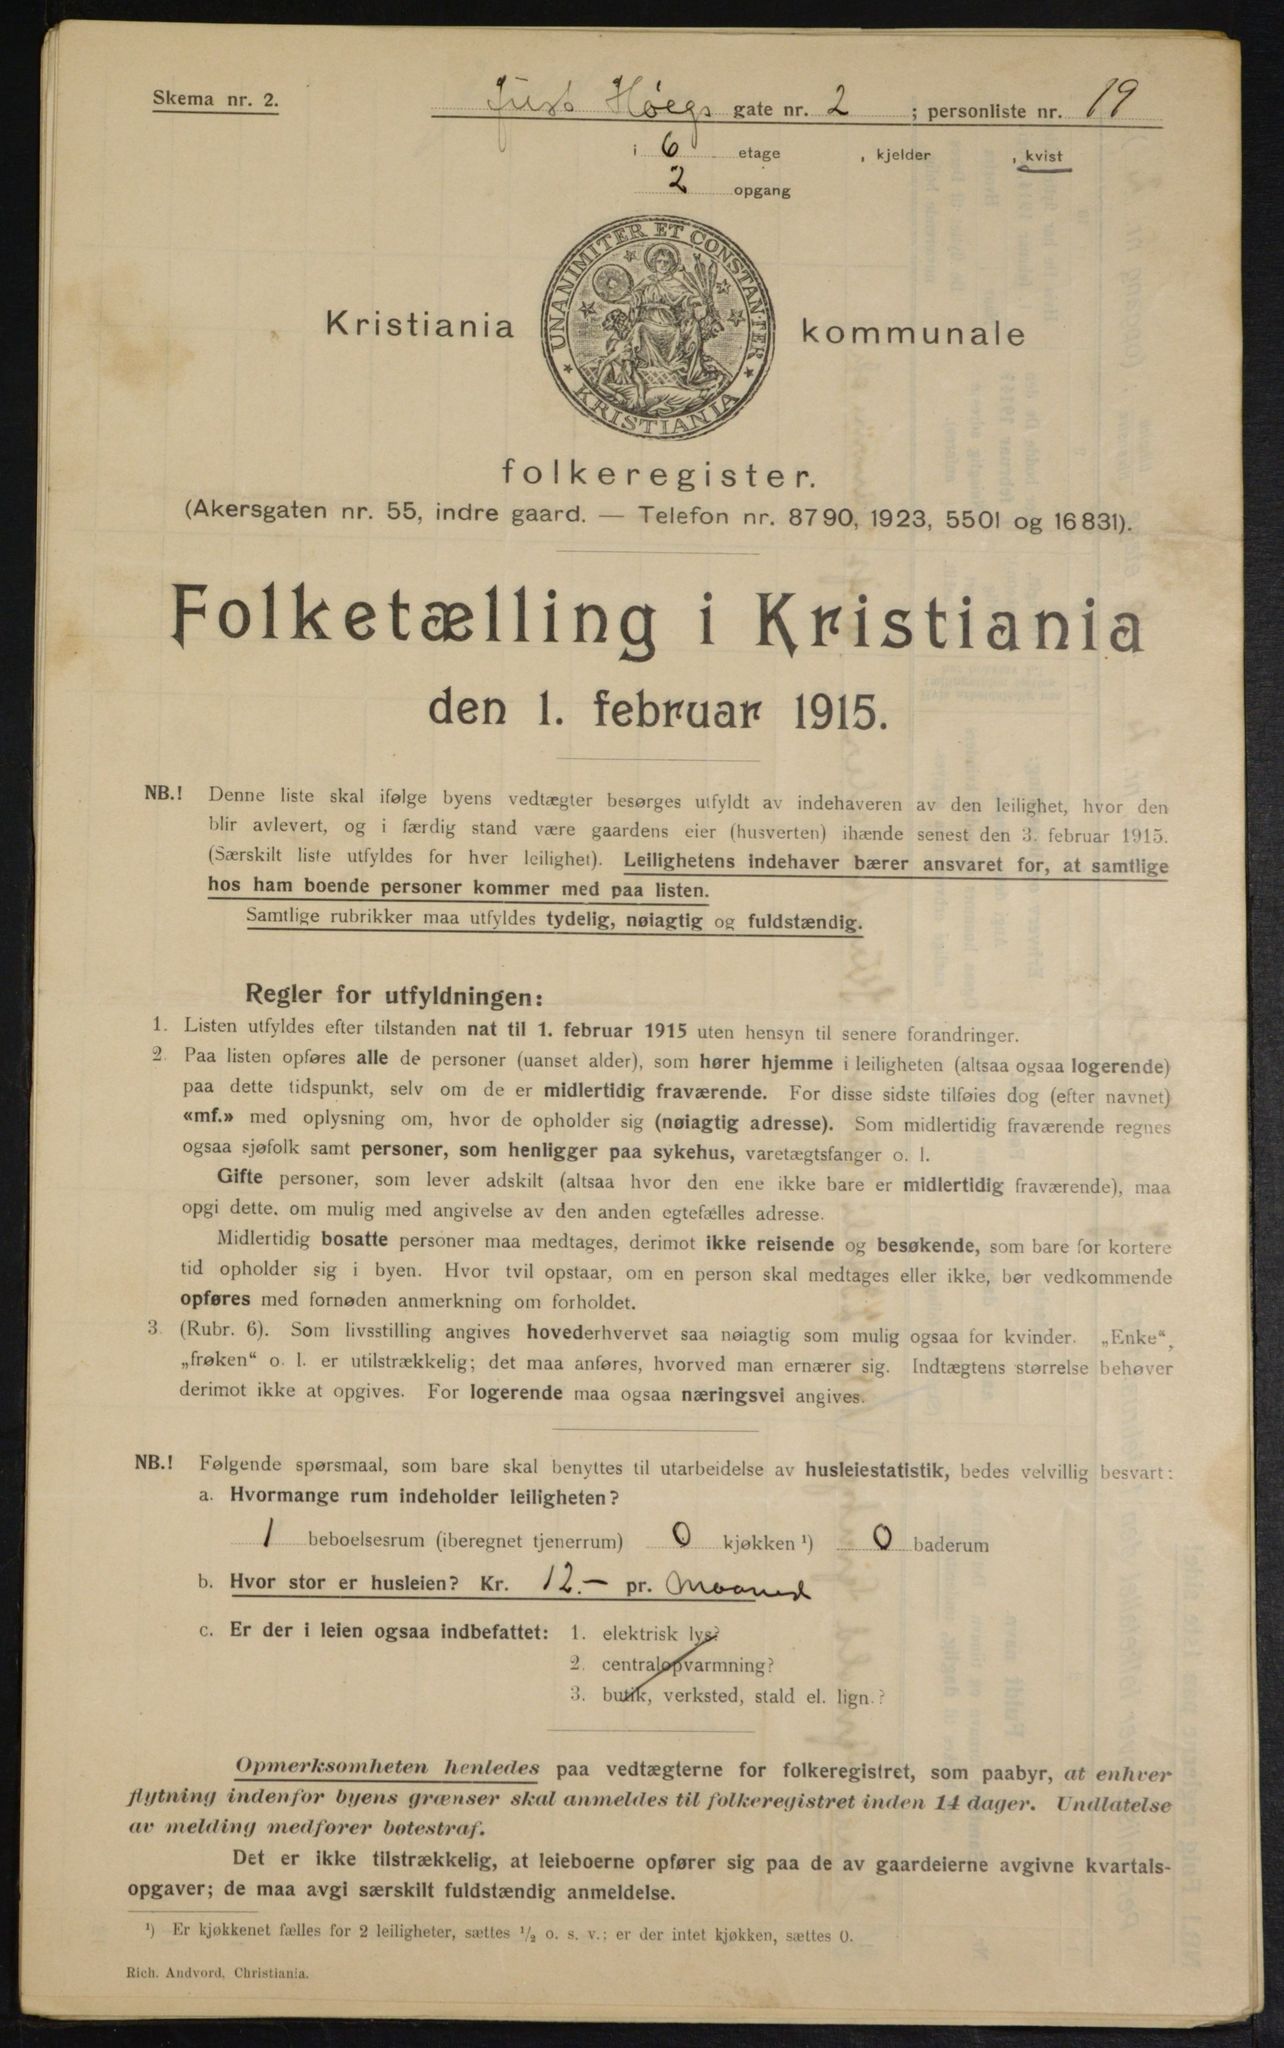 Skema nr. 2.
Just Høegs gate nr. 2 ; personliste nr. 19
i 6 etage , kjelder , kvist
2 opgang
UNANIMITER ET CONSTANTER
KRISTIANIA
Kristiania kommunale
folkeregister.
(Akersgaten nr. 55, indre gaard. — Telefon nr. 8790, 1923, 5501 og 16831).
Folketælling i Kristiania
den 1. februar 1915.
NB.! Denne liste skal ifølge byens vedtægter besørges utfyldt av indehaveren av den leilighet, hvor den
blir avlevert, og i færdig stand være gaardens eier (husverten) ihænde senest den 3. februar 1915.
(Særskilt liste utfyldes for hver leilighet). Leilighetens indehaver bærer ansvaret for, at samtlige
hos ham boende personer kommer med paa listen.
Samtlige rubrikker maa utfyldes tydelig, nøiagtig og fuldstændig.
Regler for utfyldningen:
1. Listen utfyldes efter tilstanden nat til 1. februar 1915 uten hensyn til senere forandringer.
2. Paa listen opføres alle de personer (uanset alder), som hører hjemme i leiligheten (altsaa ogsaa logerende)
paa dette tidspunkt, selv om de er midlertidig fraværende. For disse sidste tilføies dog (efter navnet)
«mf.» med oplysning om, hvor de opholder sig (nøiagtig adresse). Som midlertidig fraværende regnes
ogsaa sjøfolk samt personer, som henligger paa sykehus, varetægtsfanger o. l.
Gifte personer, som lever adskilt (altsaa hvor den ene ikke bare er midlertidig fraværende), maa
opgi dette. om mulig med angivelse av den anden egtefælles adresse.
Midlertidig bosatte personer maa medtages, derimot ikke reisende og besøkende, som bare for kortere
tid opholder sig i byen. Hvor tvil opstaar, om en person skal medtages eller ikke, bør vedkommende
opføres med fornøden anmerkning om forholdet.
3. (Rubr. 6). Som livsstilling angives hovederhvervet saa nøiagtig som mulig ogsaa for kvinder. „Enke“,
„frøken“ o. l. er utilstrækkelig; det maa anføres, hvorved man ernærer sig. Indtægtens størrelse behøver
derimot ikke at opgives. For logerende maa ogsaa næringsvei angives.
NB.! Følgende spørsmaal, som bare skal benyttes til utarbeidelse av husleiestatistik, bedes velvillig besvart:
a. Hvormange rum indeholder leiligheten?
1 beboelsesrum (iberegnet tjenerrum) 0 kjøkken ¹) 0 baderum
b. Hvor stor er husleien? Kr. 12.– pr. Maaned
c. Er der i leien ogsaa indbefattet: 1. elektrisk lys?
2. centralopvarmning?
3. butik, verksted, stald el. lign.?
Opmerksomheten henledes paa vedtægterne for folkeregistret, som paabyr, at enhver
flytning indenfor byens grænser skal anmeldes til folkeregistret inden 14 dager. Undlatelse
av melding medfører bøtestraf.
Det er ikke tilstrækkelig, at leieboerne opfører sig paa de av gaardeierne avgivne kvartals-
opgaver; de maa avgi særskilt fuldstændig anmeldelse.
¹) Er kjøkkenet fælles for 2 leiligheter, sættes ½ o. s. v.; er der intet kjøkken, sættes 0.
Rich. Andvord, Christiania.